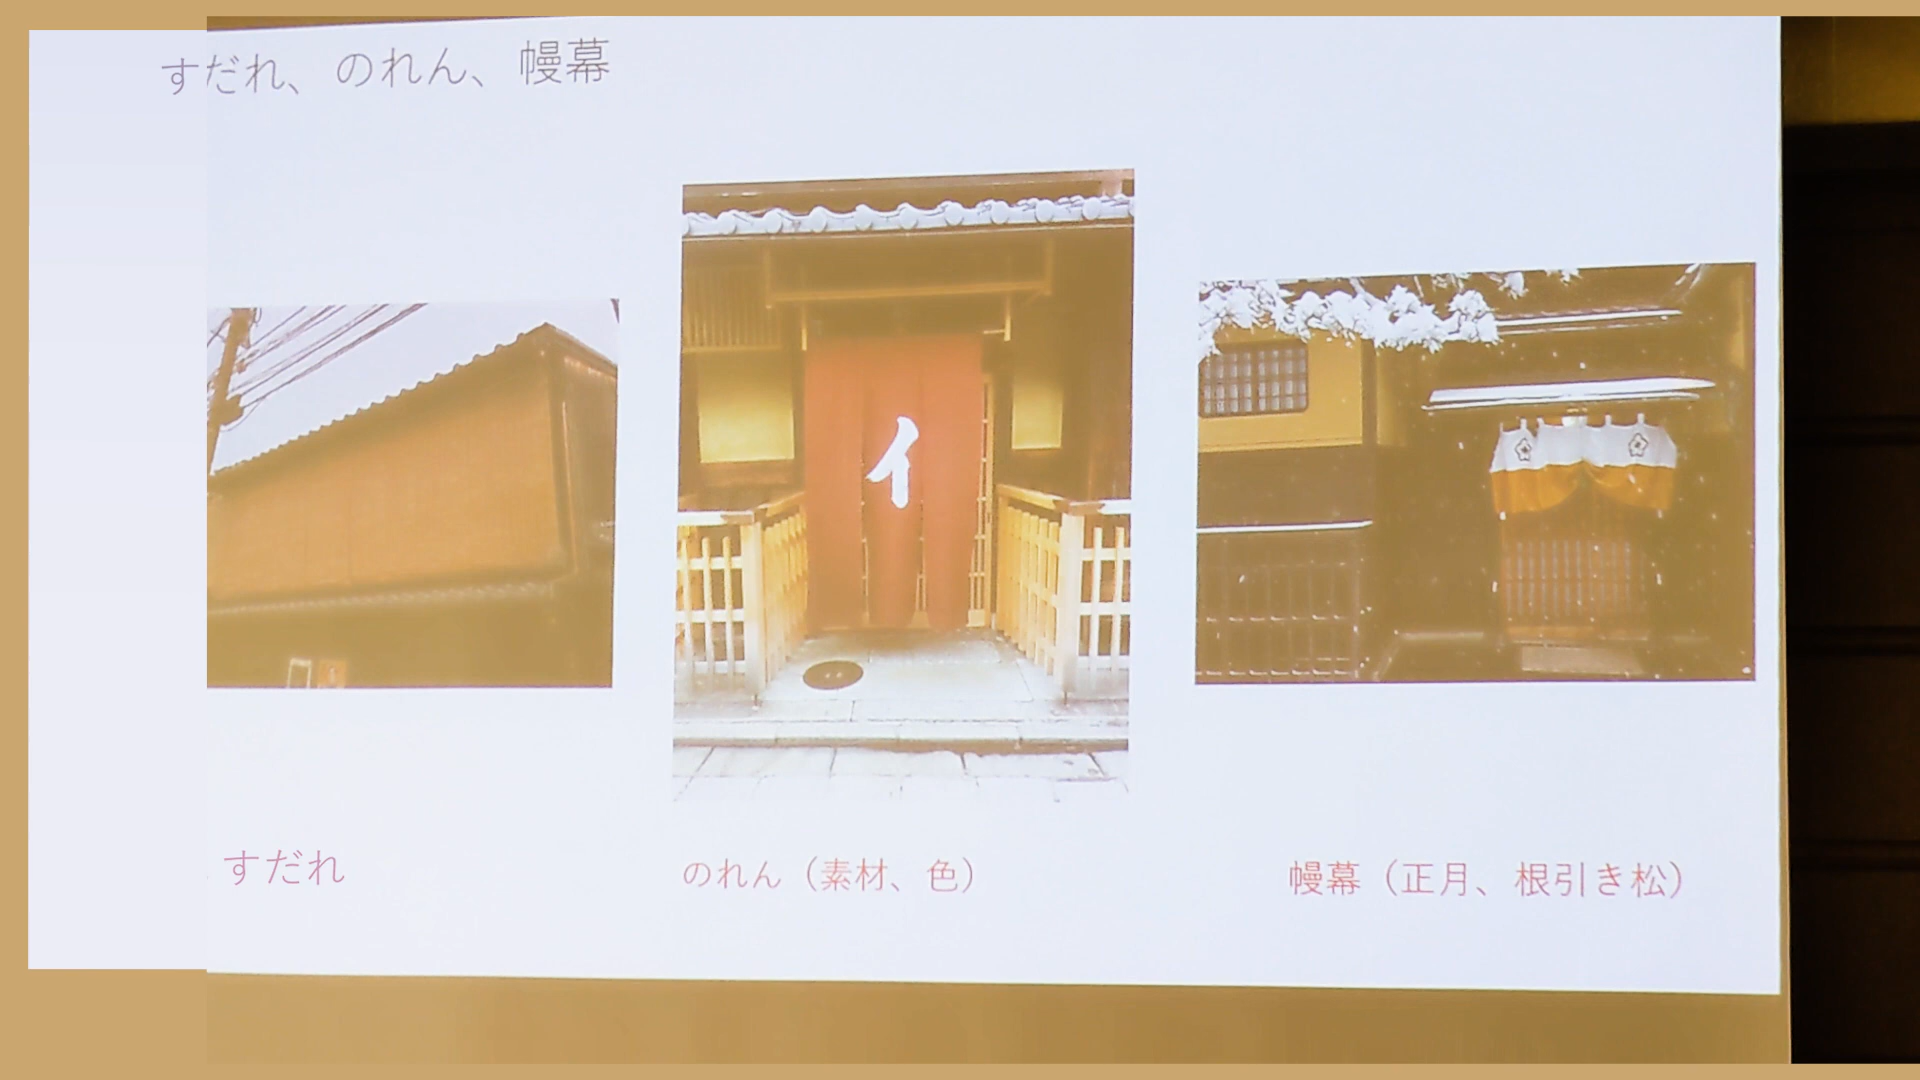 すだれ、のれん、幔幕
イ
すだれ
のれん（素材、色）
幔幕（正月、根引き松）